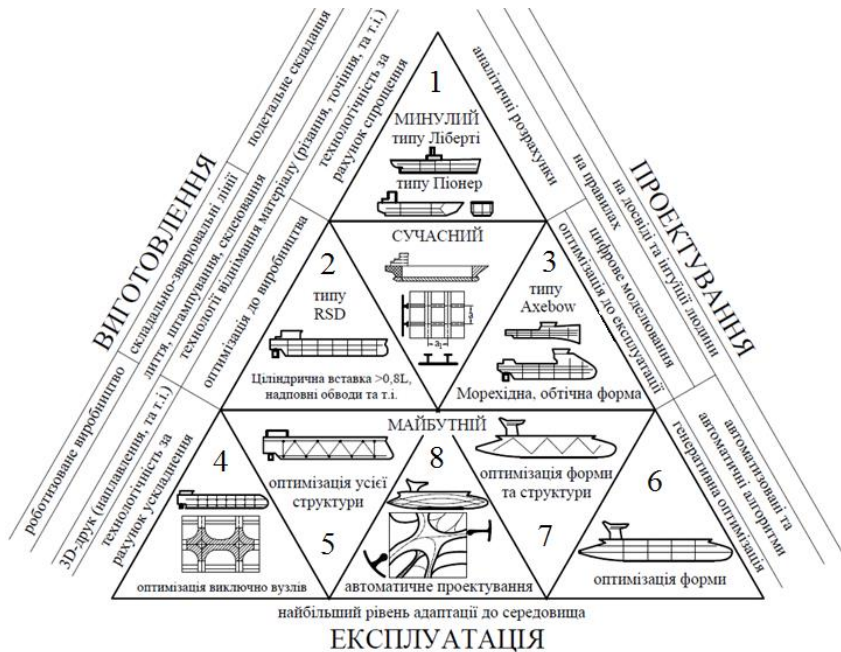 ВИГОТОВЛЕННЯ
подетальне складання
складально-зварювальні лінії
роботизоване виробництво
лиття, штампування, склеювання
технології віднімання матеріалу (різання, точіння, та т.і.)
3D-друк (наплавлення, та т.і.)
технологічність за
рахунок спрощення
оптимізація до виробництва
технологічність за
рахунок ускладнення
ПРОЕКТУВАННЯ
аналітичні розрахунки
на правилах
на досвіді та інтуїції людини
цифрове моделювання
оптимізація до експлуатації
автоматизовані та
автоматичні алгоритми
генеративна оптимізація
1
МИНУЛИЙ
типу Ліберті
типу Піонер
СУЧАСНИЙ
2
типу
RSD
Циліндрична вставка >0,8L,
надповні обводи та т.і.
3
типу
Axebow
Морехідна, обтічна форма
МАЙБУТНІЙ
4
оптимізація виключно вузлів
оптимізація усієї
структури
5
8
автоматичне проектування
оптимізація форми
та структури
7
6
оптимізація форми
найбільший рівень адаптації до середовища
ЕКСПЛУАТАЦІЯ